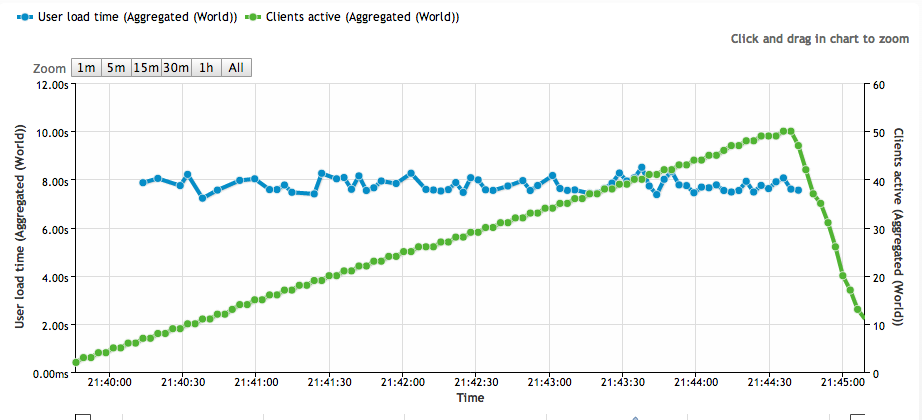 User load time (Aggregated (World)) Clients active (Aggregated (World))
Click and drag in chart to zoom
Zoom 1m 5m 15m 30m 1h All
12.00s 60
10.00s 50
8.00s 40
6.00s 30
4.00s 20
2.00s 10
0.00ms 0
User load time (Aggregated (World))
Clients active (Aggregated (World))
21:40:00 21:40:30 21:41:00 21:41:30 21:42:00 21:42:30 21:43:00 21:43:30 21:44:00 21:44:30 21:45:00
Time